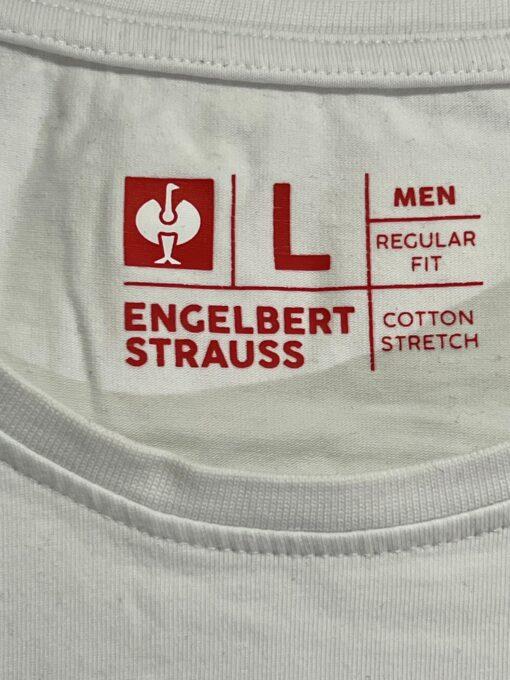 L
MEN
REGULAR
FIT
ENGELBERT
STRAUSS
COTTON
STRETCH